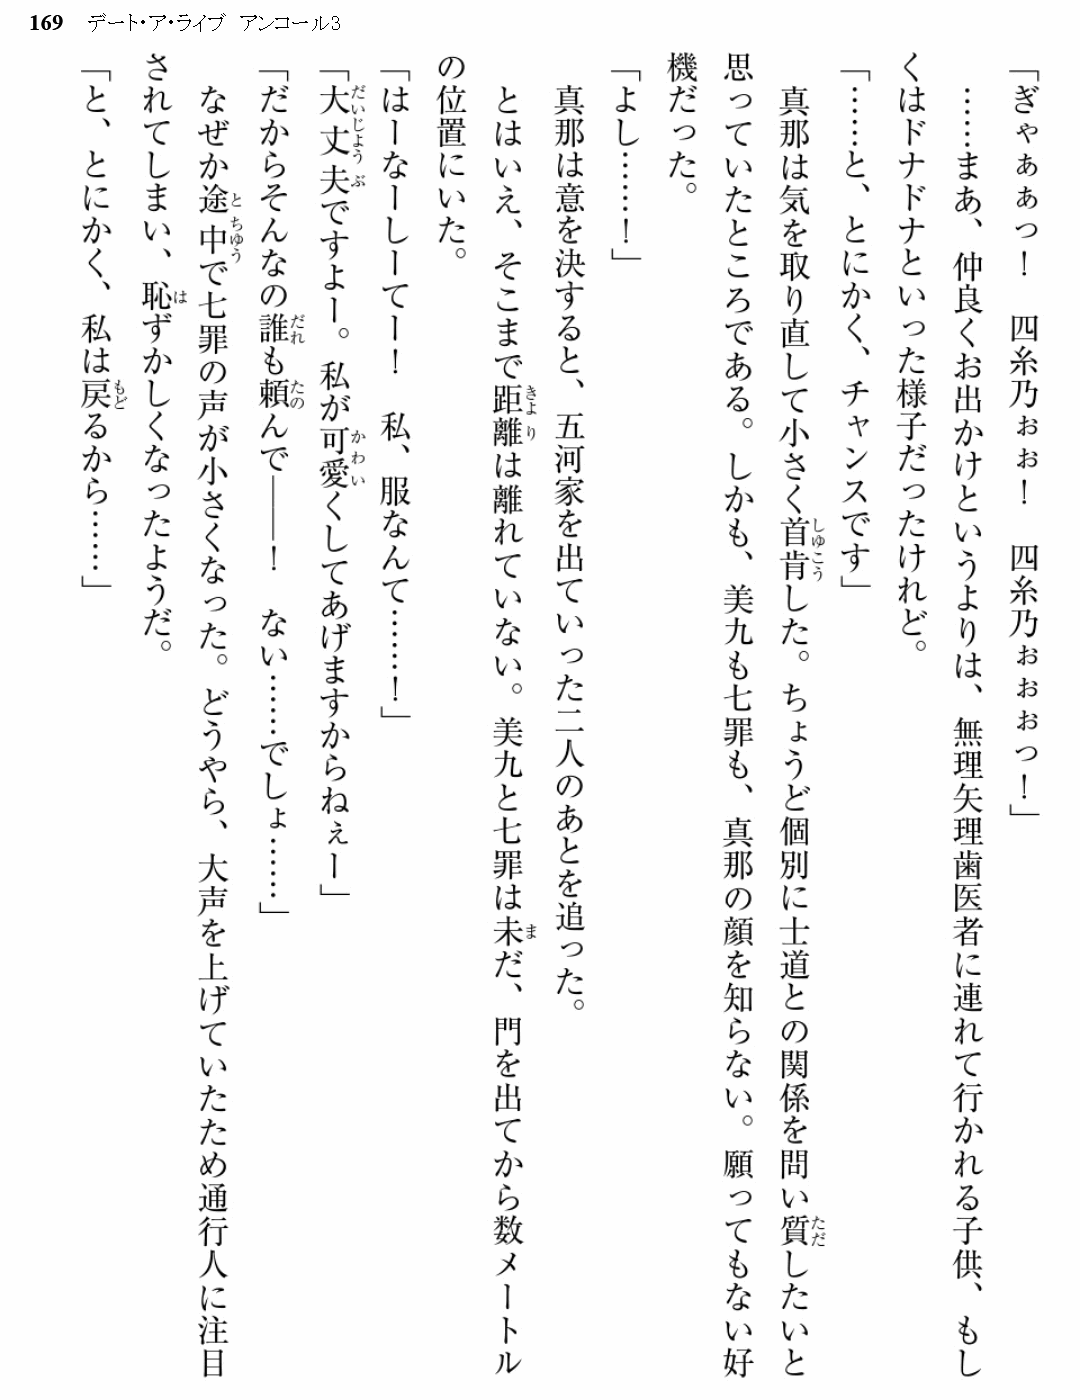 169 デート・ア・ライブ アンコール3
「ぎゃぁぁっ！　四糸乃ぉぉ！　四糸乃ぉぉぉっ！」
　……まあ、仲良くお出かけというよりは、無理矢理歯医者に連れて行かれる子供、もし
くはドナドナといった様子だったけれど。
「……と、とにかく、チャンスです」
　真那は気を取り直して小さく首肯した。ちょうど個別に士道との関係を問い質したいと
思っていたところである。しかも、美九も七罪も、真那の顔を知らない。願ってもない好
機だった。
「よし……！」
　真那は意を決すると、五河家を出ていった二人のあとを追った。
　とはいえ、そこまで距離は離れていない。美九と七罪は未だ、門を出てから数メートル
の位置にいた。
「はーなーしーてー！　私、服なんて……！」
「大丈夫ですよー。私が可愛くしてあげますからねぇー」
「だからそんなの誰も頼んで――！　ない……でしょ……」
　なぜか途中で七罪の声が小さくなった。どうやら、大声を上げていたため通行人に注目
されてしまい、恥ずかしくなったようだ。
「と、とにかく、私は戻るから……」